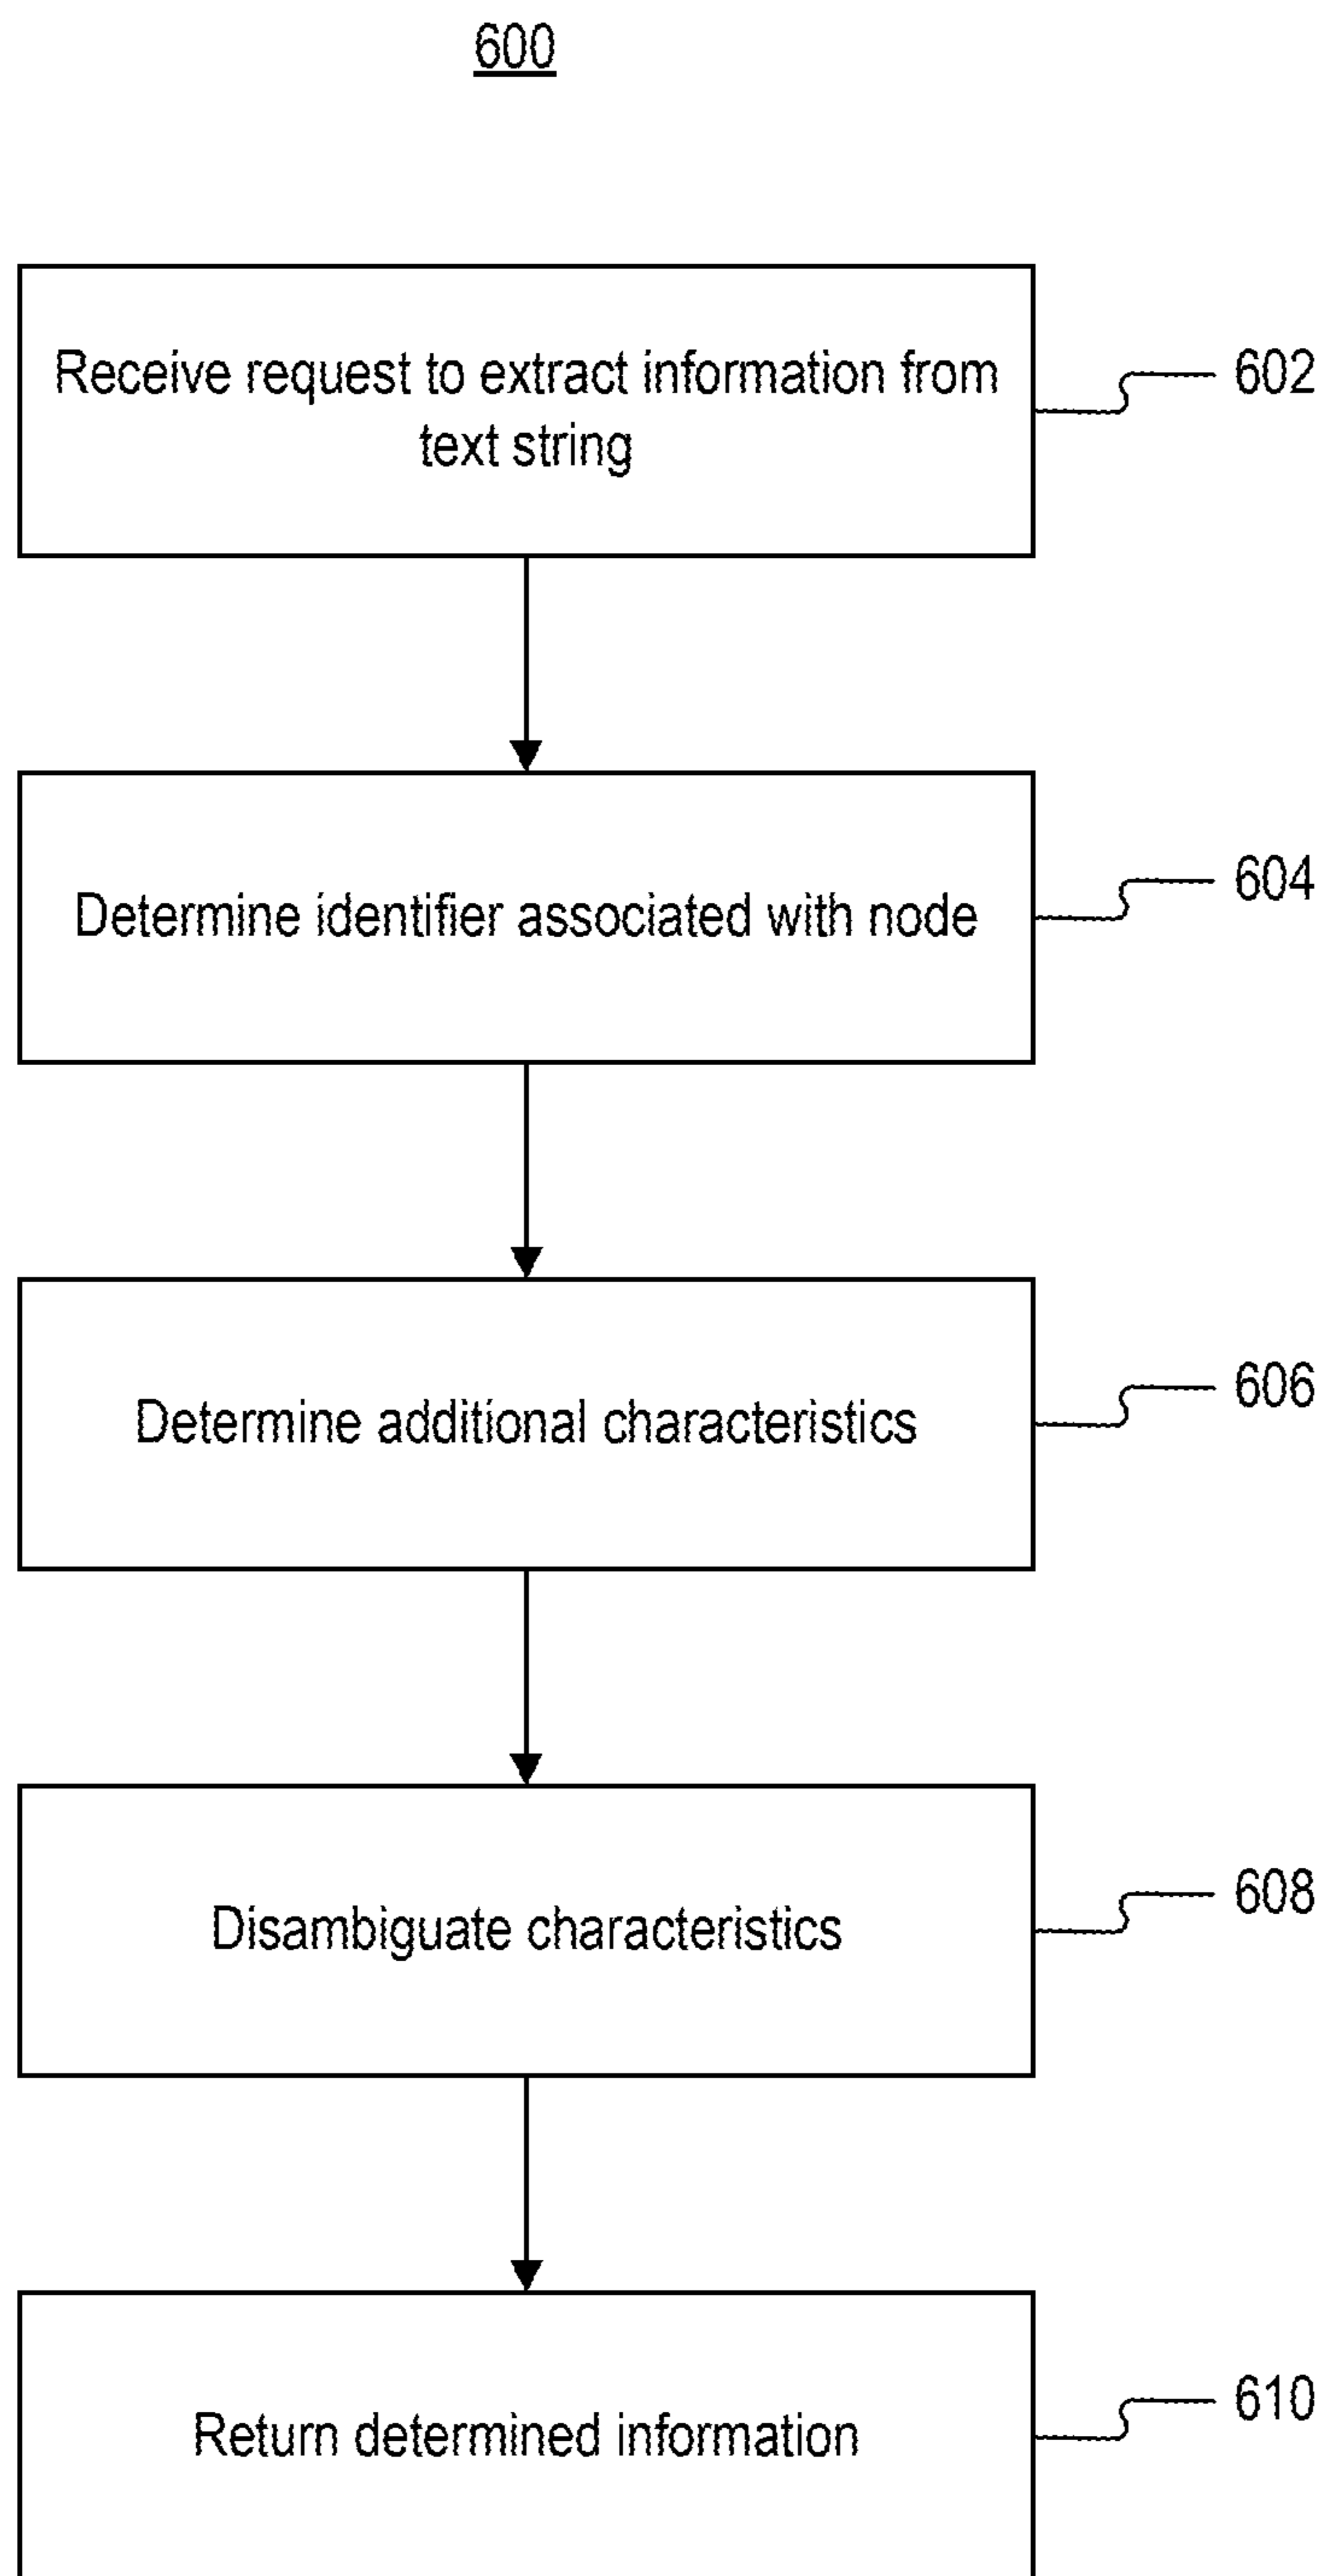 600
Receive request to extract information from
text string
602
Determine identifier associated with node
604
Determine additional characteristics
606
Disambiguate characteristics
608
Return determined information
610